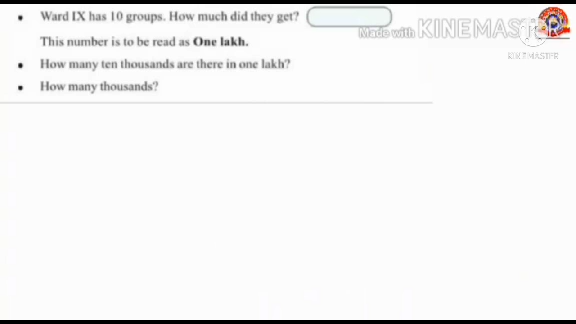 Ward IX has 10 groups. How much did they get?
Made with KINEMASTER
This number is to be read as One lakh.
KINEMASTER
How many ten thousands are there in one lakh?
How many thousands?